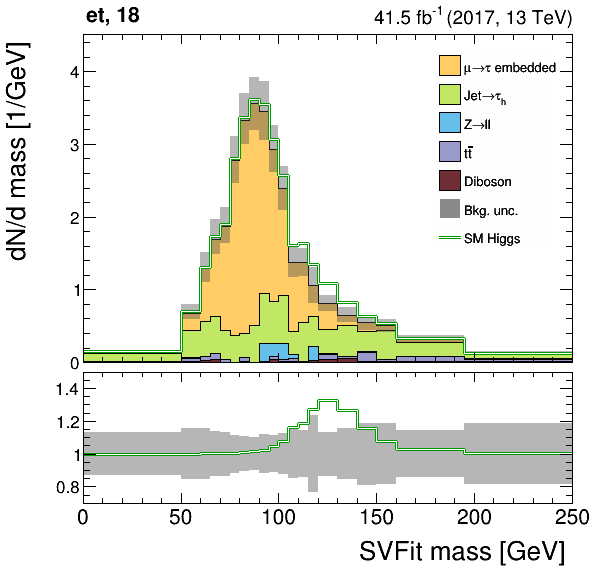 et, 18
41.5 fb⁻¹ (2017, 13 TeV)
dN/d mass [1/GeV]
4
3
2
1
0
μ→τ embedded
Jet→τₕ
Z→ll
tt̅
Diboson
Bkg. unc.
SM Higgs
1.4
1.2
1
0.8
0 50 100 150 200 250
SVFit mass [GeV]